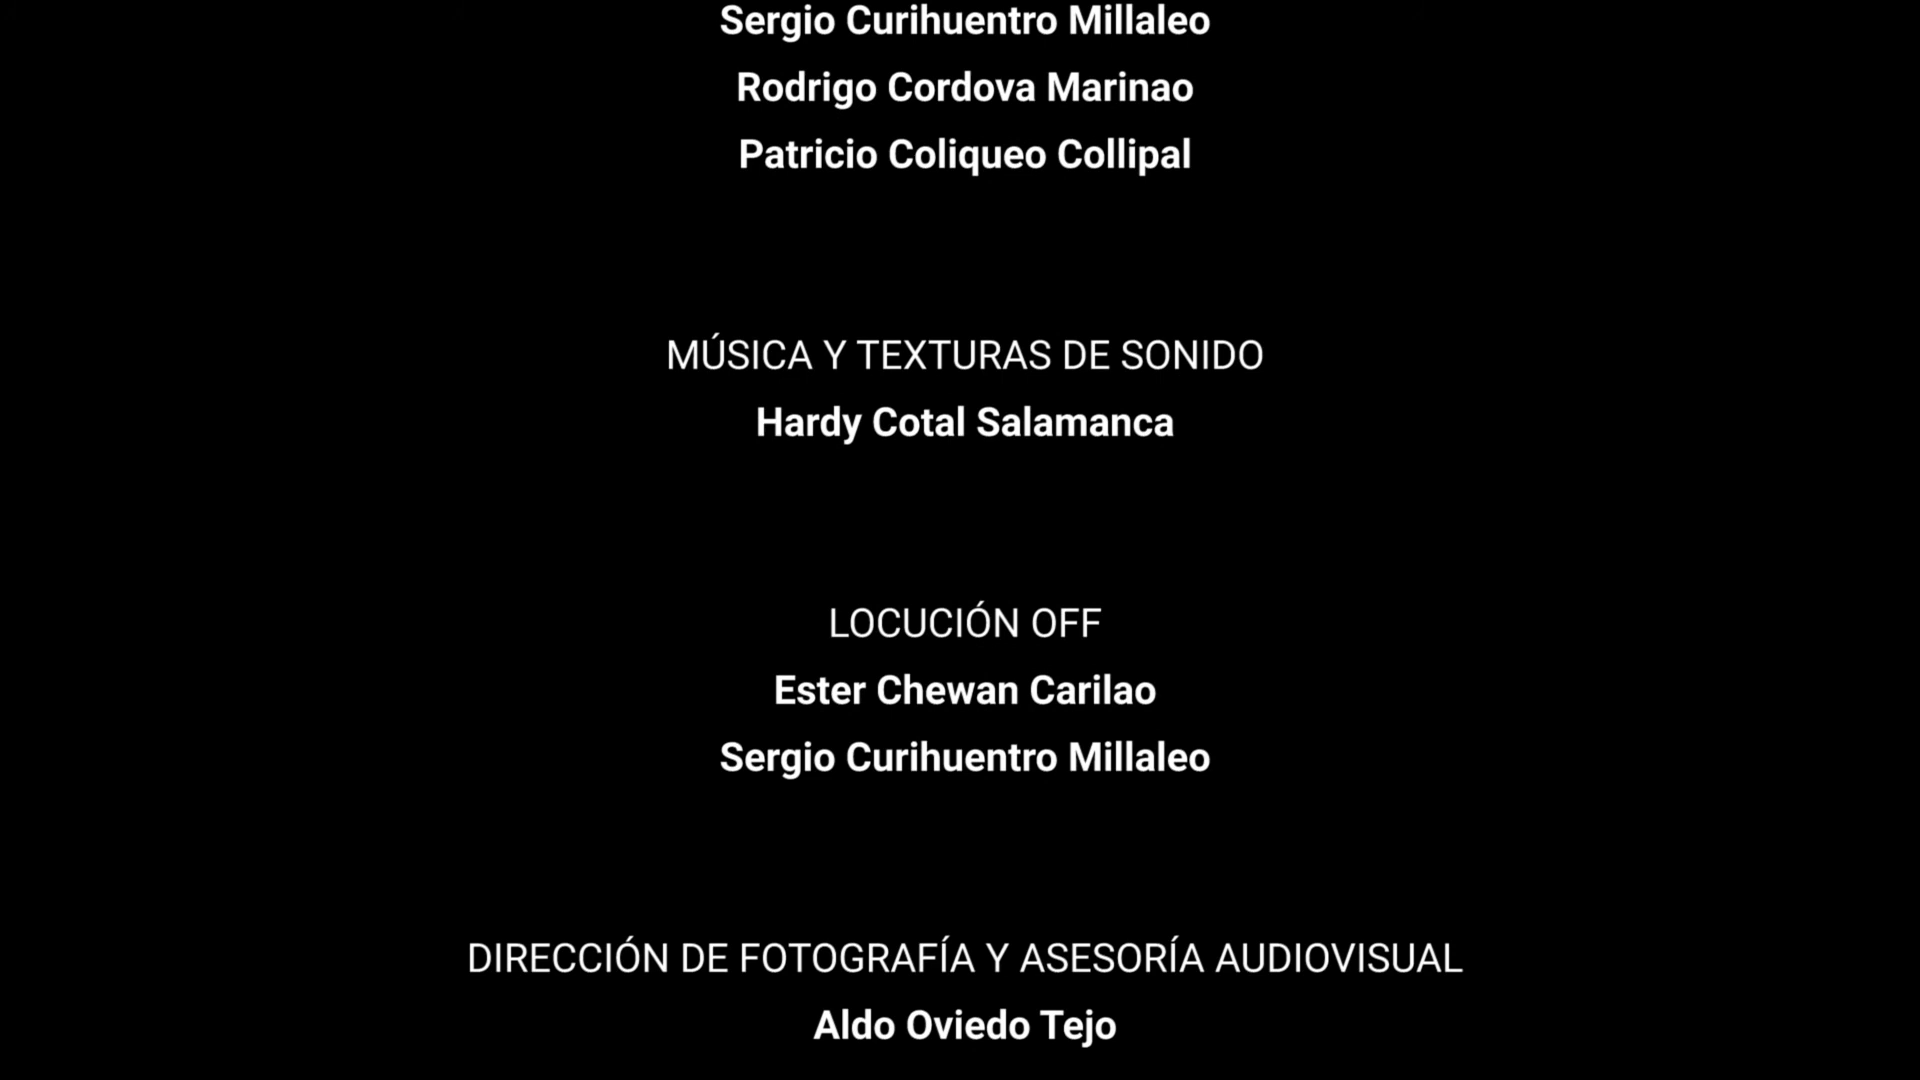 Sergio Curihuentro Millaleo
Rodrigo Cordova Marinao
Patricio Coliqueo Collipal
MÚSICA Y TEXTURAS DE SONIDO
Hardy Cotal Salamanca
LOCUCIÓN OFF
Ester Chewan Carilao
Sergio Curihuentro Millaleo
DIRECCIÓN DE FOTOGRAFÍA Y ASESORÍA AUDIOVISUAL
Aldo Oviedo Tejo